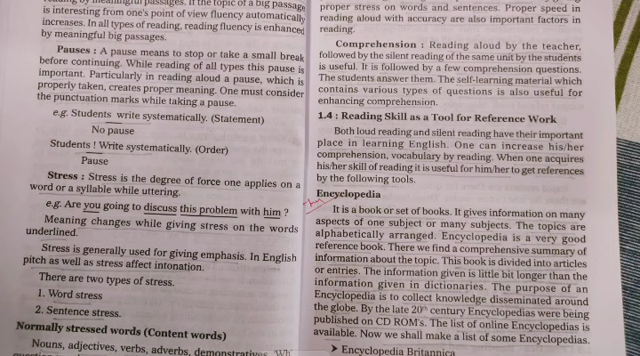 reading, by meaningful passages. If the topic of a big passage
is interesting from one's point of view fluency automatically
increases. In all types of reading, reading fluency is enhanced
by meaningful big passages.
Pauses : A pause means to stop or take a small break
before continuing. While reading of all types this pause is
important. Particularly in reading aloud a pause, which is
properly taken, creates proper meaning. One must consider
the punctuation marks while taking a pause.
e.g. Students write systematically. (Statement)
No pause
Students ! Write systematically. (Order)
Pause
Stress : Stress is the degree of force one applies on a
word or a syllable while uttering.
e.g. Are you going to discuss this problem with him ?
Meaning changes while giving stress on the words
underlined.
Stress is generally used for giving emphasis. In English
pitch as well as stress affect intonation.
There are two types of stress.
1. Word stress
2. Sentence stress.
Normally stressed words (Content words)
Nouns, adjectives, verbs, adverbs, demonstratives, 'Wh'
proper stress on words and sentences. Proper speed in
reading aloud with accuracy are also important factors in
reading.
Comprehension : Reading aloud by the teacher,
followed by the silent reading of the same unit by the students
is useful. It is followed by a few comprehension questions.
The students answer them. The self-learning material which
contains various types of questions is also useful for
enhancing comprehension.
1.4 : Reading Skill as a Tool for Reference Work
Both loud reading and silent reading have their important
place in learning English. One can increase his/her
comprehension, vocabulary by reading. When one acquires
his/her skill of reading it is useful for him/her to get references
by the following tools.
Encyclopedia
It is a book or set of books. It gives information on many
aspects of one subject or many subjects. The topics are
alphabetically arranged. Encyclopedia is a very good
reference book. There we find a comprehensive summary of
information about the topic. This book is divided into articles
or entries. The information given is little bit longer than the
information given in dictionaries. The purpose of an
Encyclopedia is to collect knowledge disseminated around
the globe. By the late 20th century Encyclopedias were being
published on CD ROM's. The list of online Encyclopedias is
available. Now we shall make a list of some Encyclopedias.
➢ Encyclopedia Britannica